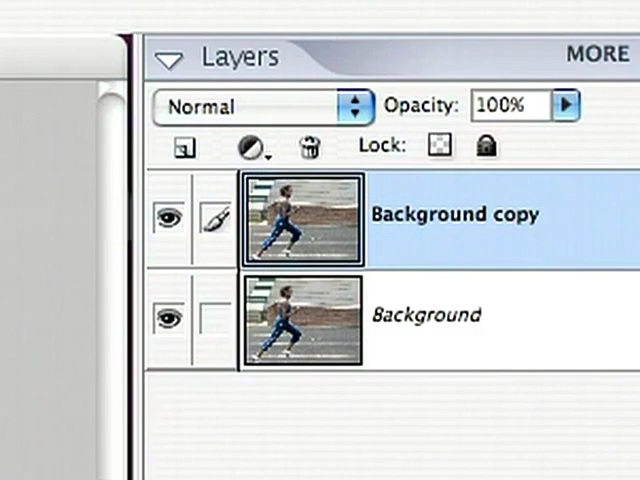 Layers MORE
Normal Opacity: 100%
Lock:
Background copy
Background